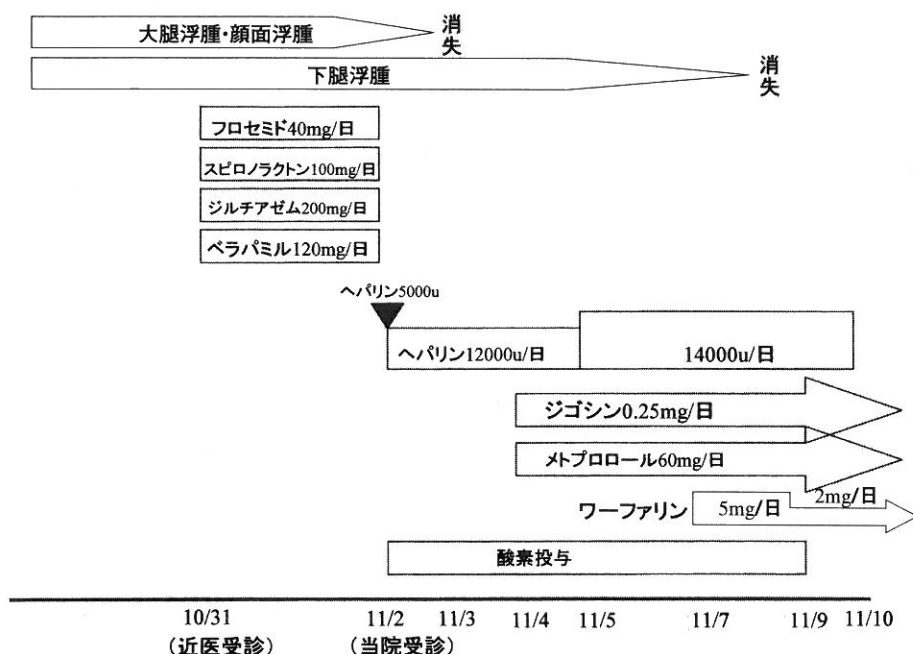 大腿浮腫・顔面浮腫
消失
下腿浮腫
消失
フロセミド40mg/日
スピロノラクトン100mg/日
ジルチアゼム200mg/日
ベラパミル120mg/日
ヘパリン5000u
ヘパリン12000u/日
14000u/日
ジゴシン0.25mg/日
メトプロロール60mg/日
ワーファリン 5mg/日 2mg/日
酸素投与
10/31 11/2 11/3 11/4 11/5 11/7 11/9 11/10
(近医受診) (当院受診)